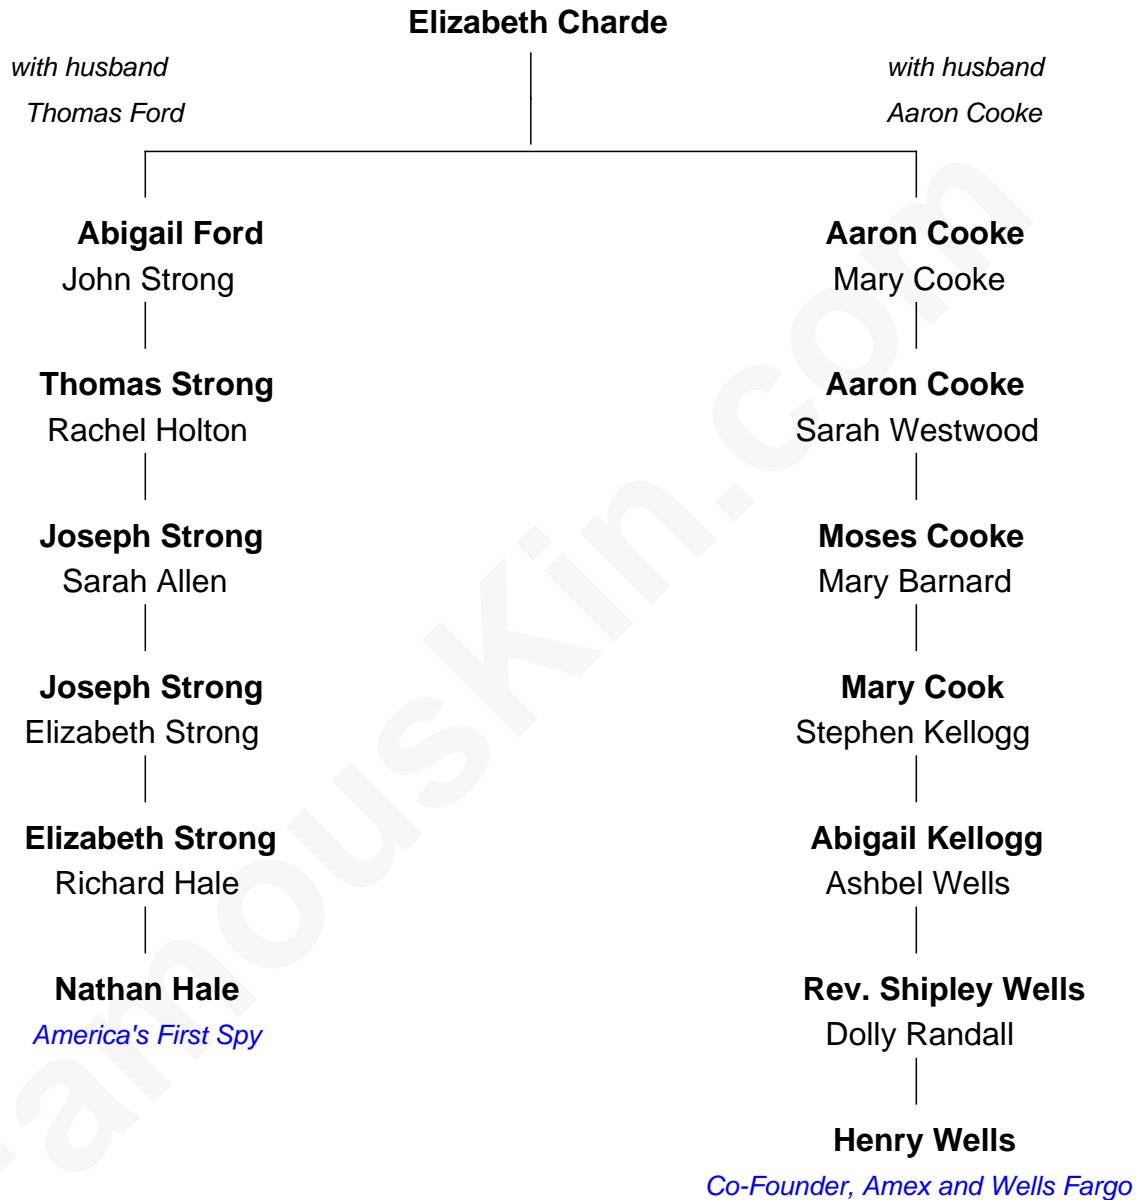 Elizabeth Charde
with husband
Thomas Ford
with husband
Aaron Cooke
Abigail Ford
John Strong
Thomas Strong
Rachel Holton
Joseph Strong
Sarah Allen
Joseph Strong
Elizabeth Strong
Elizabeth Strong
Richard Hale
Nathan Hale
America's First Spy
Aaron Cooke
Mary Cooke
Aaron Cooke
Sarah Westwood
Moses Cooke
Mary Barnard
Mary Cook
Stephen Kellogg
Abigail Kellogg
Ashbel Wells
Rev. Shipley Wells
Dolly Randall
Henry Wells
Co-Founder, Amex and Wells Fargo
FamousKin.com